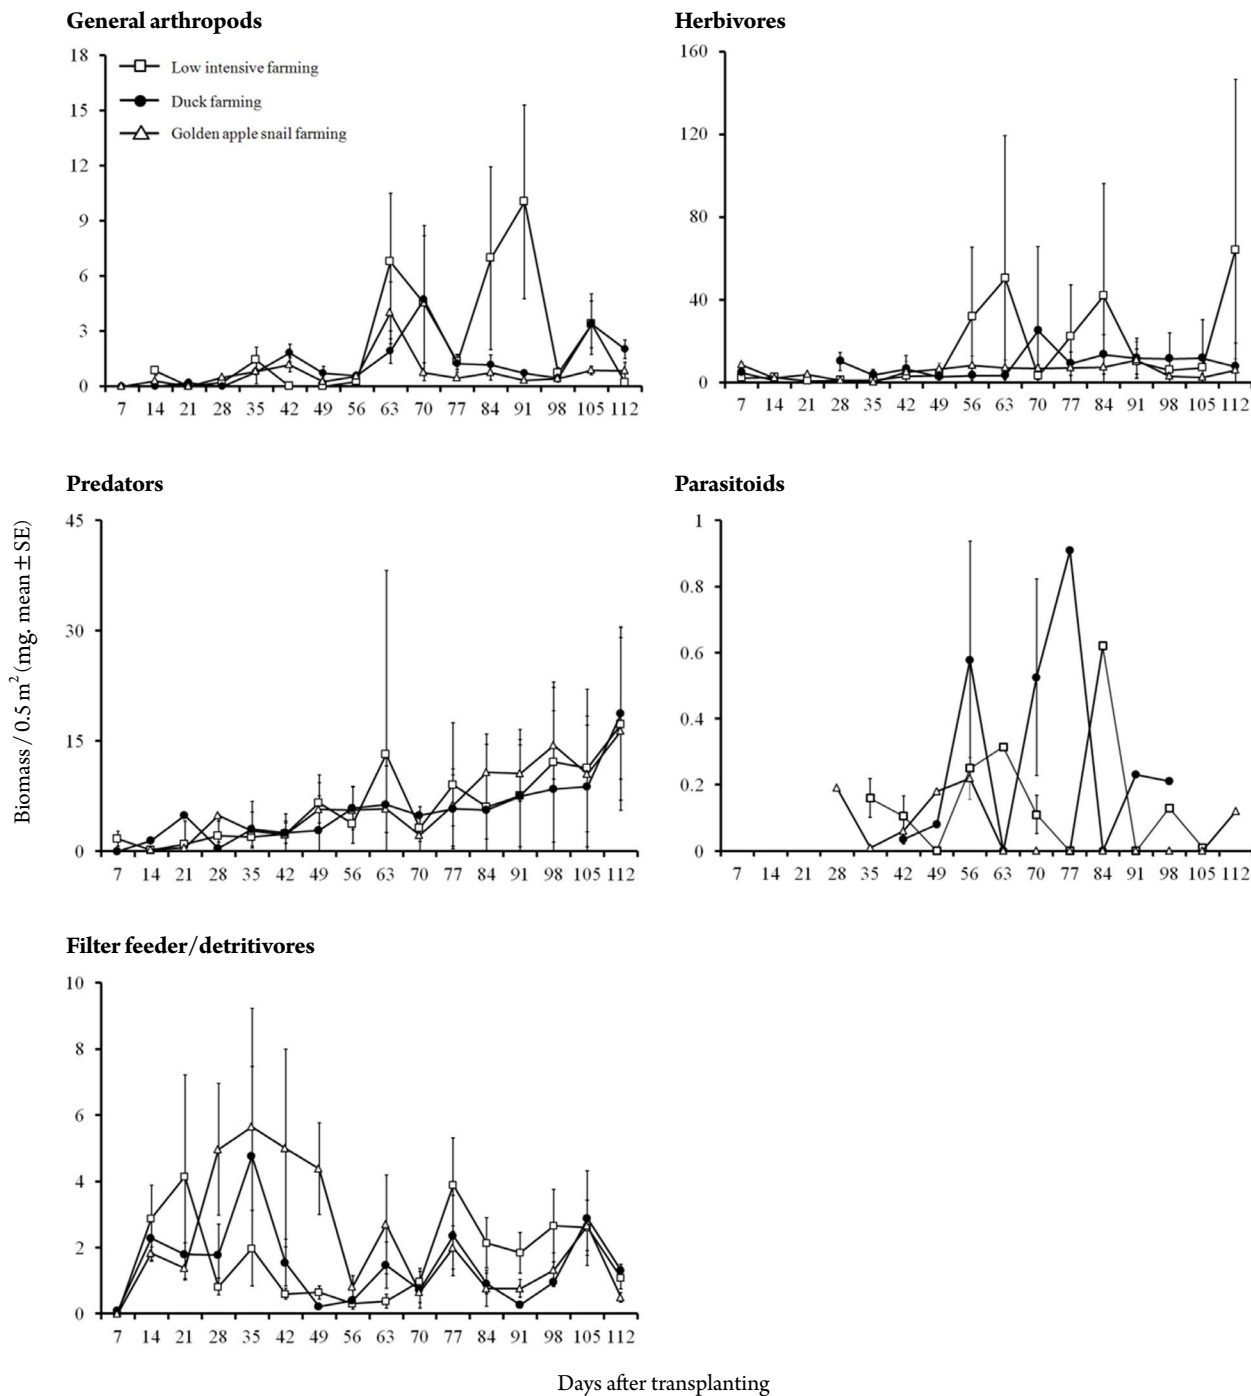 General arthropods
18
15
12
9
6
3
0
Low intensive farming
Duck farming
Golden apple snail farming
7 14 21 28 35 42 49 56 63 70 77 84 91 98 105 112
Herbivores
160
120
80
40
0
7 14 21 28 35 42 49 56 63 70 77 84 91 98 105 112
Biomass / 0.5 m² (mg. mean ± SE)
Predators
45
30
15
0
7 14 21 28 35 42 49 56 63 70 77 84 91 98 105 112
Parasitoids
1
0.8
0.6
0.4
0.2
0
7 14 21 28 35 42 49 56 63 70 77 84 91 98 105 112
Filter feeder/detritivores
10
8
6
4
2
0
7 14 21 28 35 42 49 56 63 70 77 84 91 98 105 112
Days after transplanting